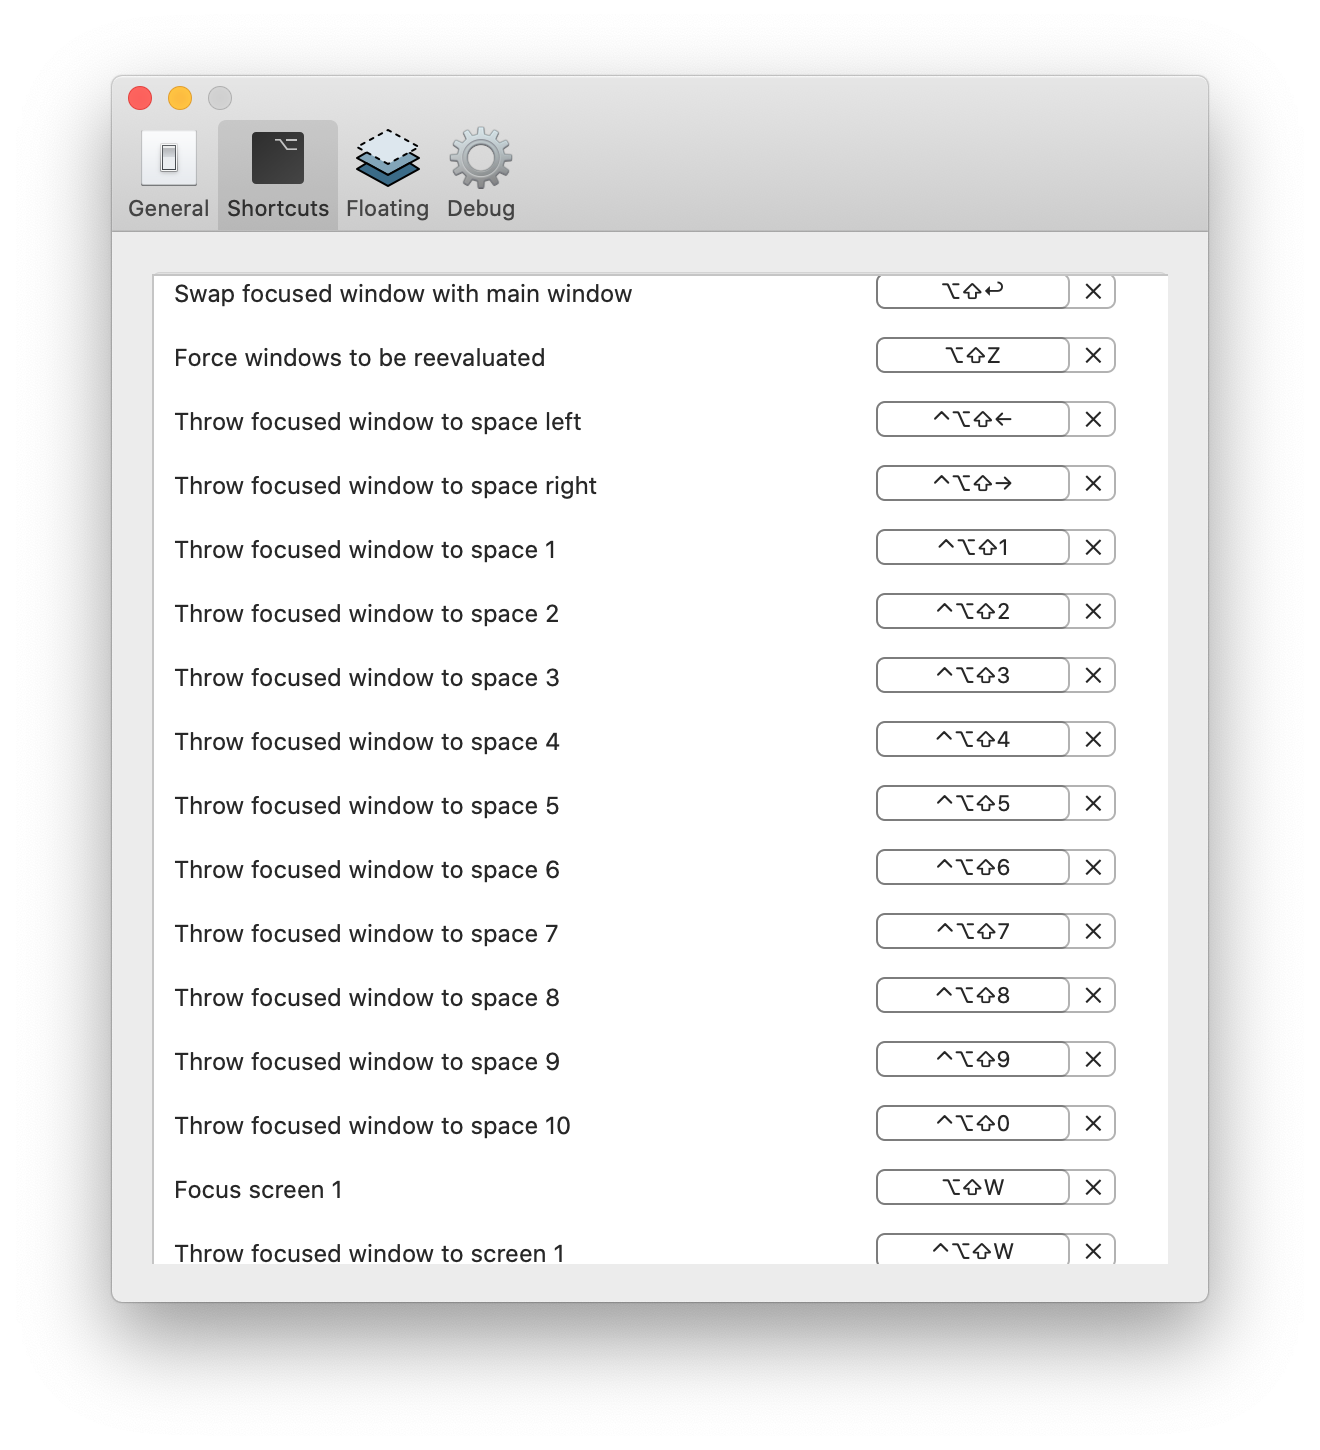 General Shortcuts Floating Debug
Swap focused window with main window ⌥⇧↩
Force windows to be reevaluated ⌥⇧Z
Throw focused window to space left ^⌥⇧←
Throw focused window to space right ^⌥⇧→
Throw focused window to space 1 ^⌥⇧1
Throw focused window to space 2 ^⌥⇧2
Throw focused window to space 3 ^⌥⇧3
Throw focused window to space 4 ^⌥⇧4
Throw focused window to space 5 ^⌥⇧5
Throw focused window to space 6 ^⌥⇧6
Throw focused window to space 7 ^⌥⇧7
Throw focused window to space 8 ^⌥⇧8
Throw focused window to space 9 ^⌥⇧9
Throw focused window to space 10 ^⌥⇧0
Focus screen 1 ⌥⇧W
Throw focused window to screen 1 ^⌥⇧W